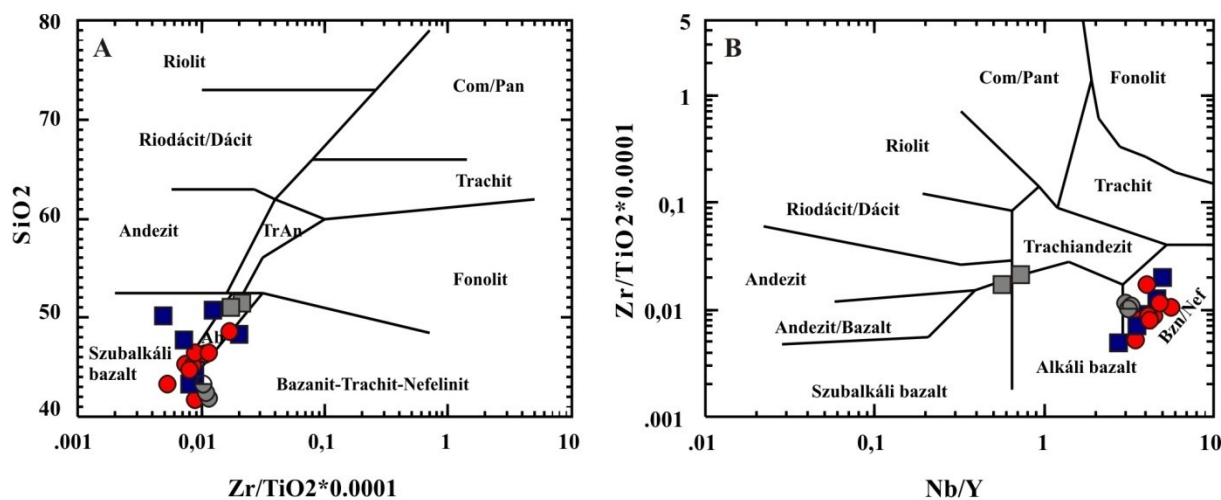 A
80
70
60
50
40
SiO2
Riolit
Com/Pan
Riodácit/Dácit
Trachit
Andezit
TrAn
Fonolit
Szubalkáli
bazalt
Bazanit-Trachit-Nefelinit
.001
0,01
0,1
1
10
Zr/TiO2*0.0001
B
5
1
0,1
0,01
.001
Zr/TiO2*0.0001
Com/Pant
Fonolit
Riolit
Trachit
Riodácit/Dácit
Trachiandezit
Andezit
Andezit/Bazalt
Bzn/Nef
Alkáli bazalt
Szubalkáli bazalt
.01
0,1
1
10
Nb/Y